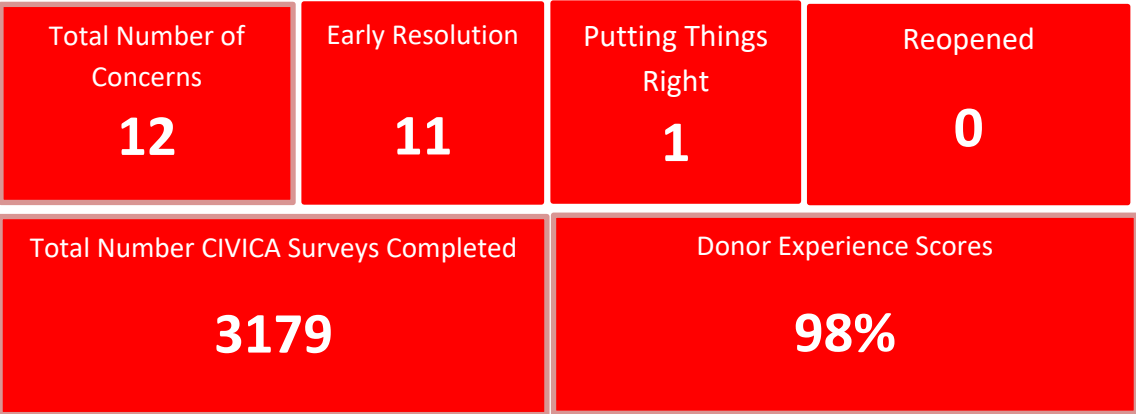 Total Number of
Concerns
12
Early Resolution
11
Putting Things
Right
1
Reopened
0
Total Number CIVICA Surveys Completed
3179
Donor Experience Scores
98%